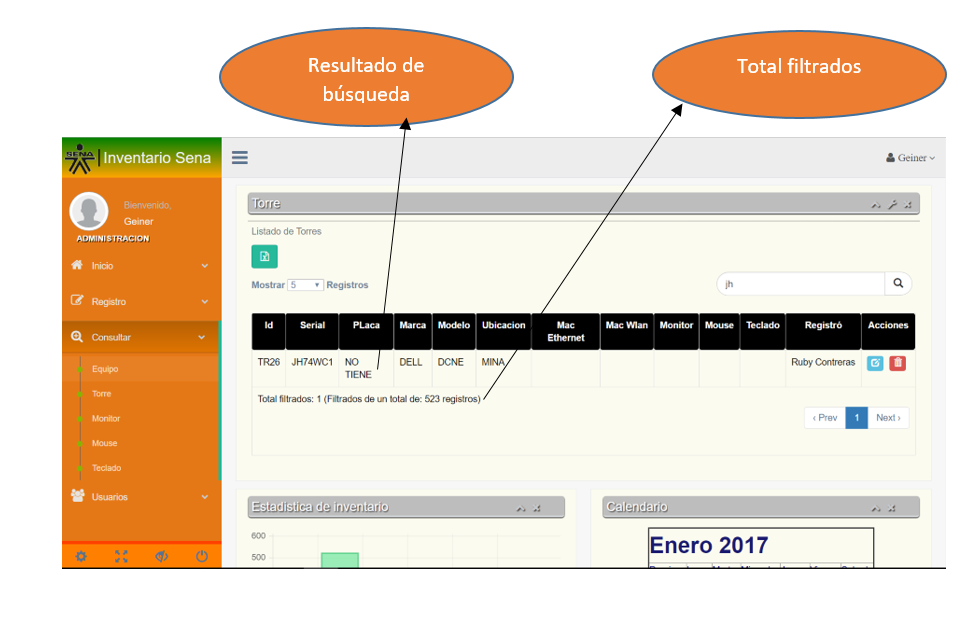 Resultado de
búsqueda
Total filtrados
SENA
Inventario Sena
Geiner
Bienvenido,
Geiner
ADMINISTRACION
Inicio
Registro
Consultar
Equipo
Torre
Monitor
Mouse
Teclado
Usuarios
Torre
Listado de Torres
Mostrar 5 Registros
jh
Id Serial PLaca Marca Modelo Ubicacion Mac Ethernet Mac Wlan Monitor Mouse Teclado Registró Acciones
TR26 JH74WC1 NO TIENE DELL DCNE MINA Ruby Contreras
Total filtrados: 1 (Filtrados de un total de: 523 registros)
‹ Prev 1 Next ›
Estadistica de inventario
600
500
Calendario
Enero 2017